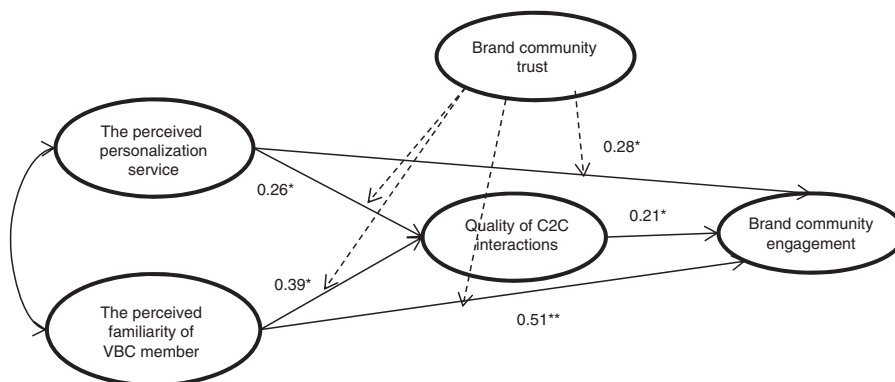 Brand community
trust
The perceived
personalization
service
0.28*
0.26*
Quality of C2C
interactions
0.21*
Brand community
engagement
The perceived
familiarity of
VBC member
0.39*
0.51**